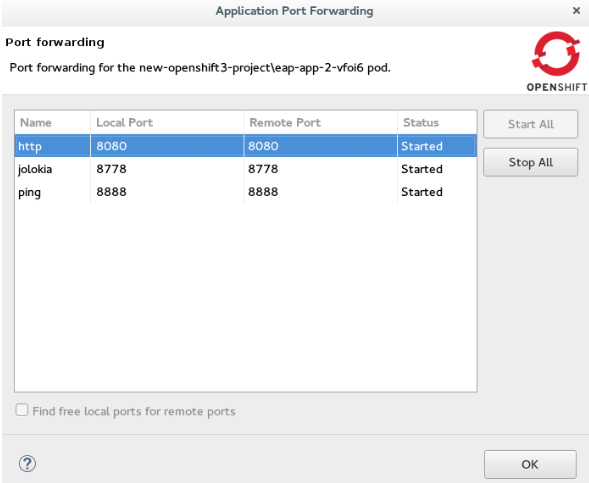 Application Port Forwarding ×
Port forwarding
Port forwarding for the new-openshift3-project\eap-app-2-vfoi6 pod.
OPENSHIFT
Name Local Port Remote Port Status
http 8080 8080 Started
jolokia 8778 8778 Started
ping 8888 8888 Started
Start All
Stop All
Find free local ports for remote ports
?
OK